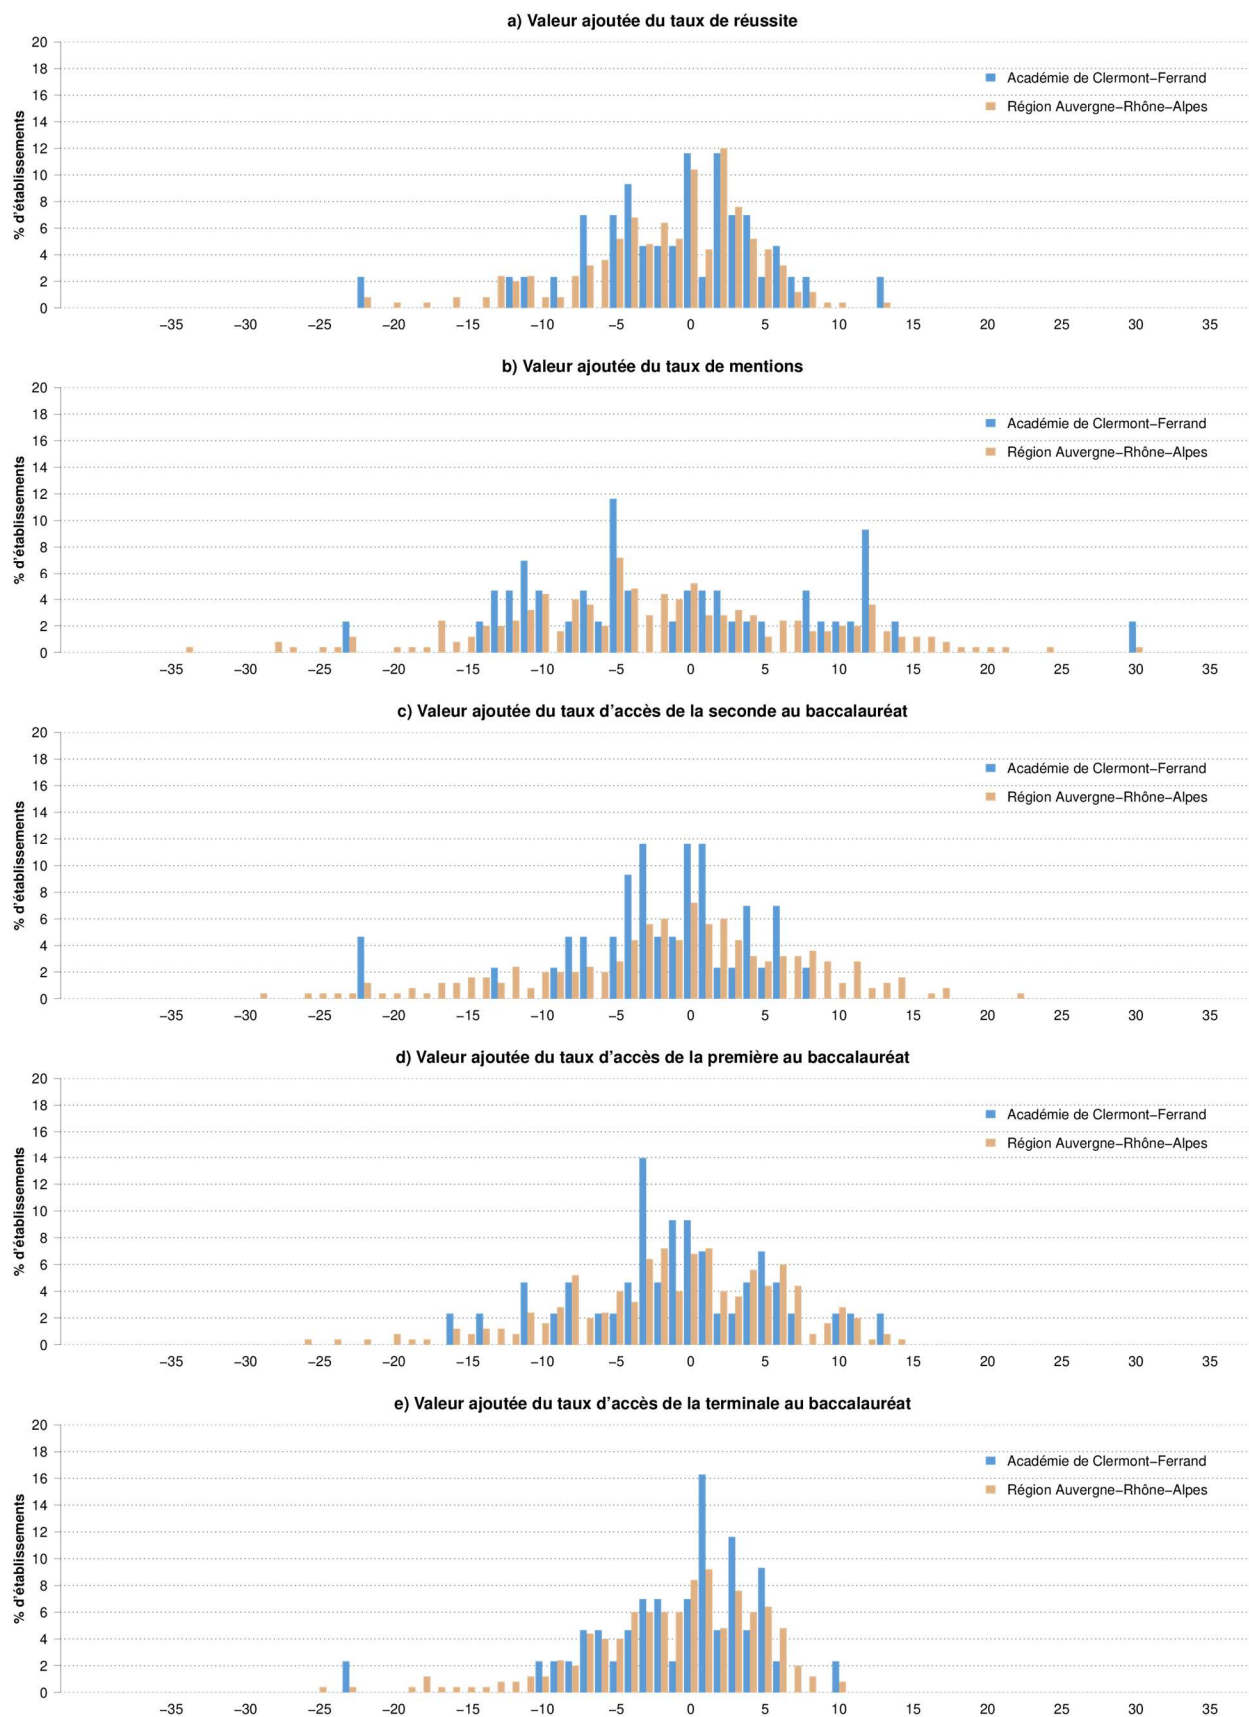 a) Valeur ajoutée du taux de réussite
% d'établissements
20
18
16
14
12
10
8
6
4
2
0
Académie de Clermont−Ferrand
Région Auvergne−Rhône−Alpes
−35 −30 −25 −20 −15 −10 −5 0 5 10 15 20 25 30 35
b) Valeur ajoutée du taux de mentions
% d'établissements
20
18
16
14
12
10
8
6
4
2
0
Académie de Clermont−Ferrand
Région Auvergne−Rhône−Alpes
−35 −30 −25 −20 −15 −10 −5 0 5 10 15 20 25 30 35
c) Valeur ajoutée du taux d'accès de la seconde au baccalauréat
% d'établissements
20
18
16
14
12
10
8
6
4
2
0
Académie de Clermont−Ferrand
Région Auvergne−Rhône−Alpes
−35 −30 −25 −20 −15 −10 −5 0 5 10 15 20 25 30 35
d) Valeur ajoutée du taux d'accès de la première au baccalauréat
% d'établissements
20
18
16
14
12
10
8
6
4
2
0
Académie de Clermont−Ferrand
Région Auvergne−Rhône−Alpes
−35 −30 −25 −20 −15 −10 −5 0 5 10 15 20 25 30 35
e) Valeur ajoutée du taux d'accès de la terminale au baccalauréat
% d'établissements
20
18
16
14
12
10
8
6
4
2
0
Académie de Clermont−Ferrand
Région Auvergne−Rhône−Alpes
−35 −30 −25 −20 −15 −10 −5 0 5 10 15 20 25 30 35